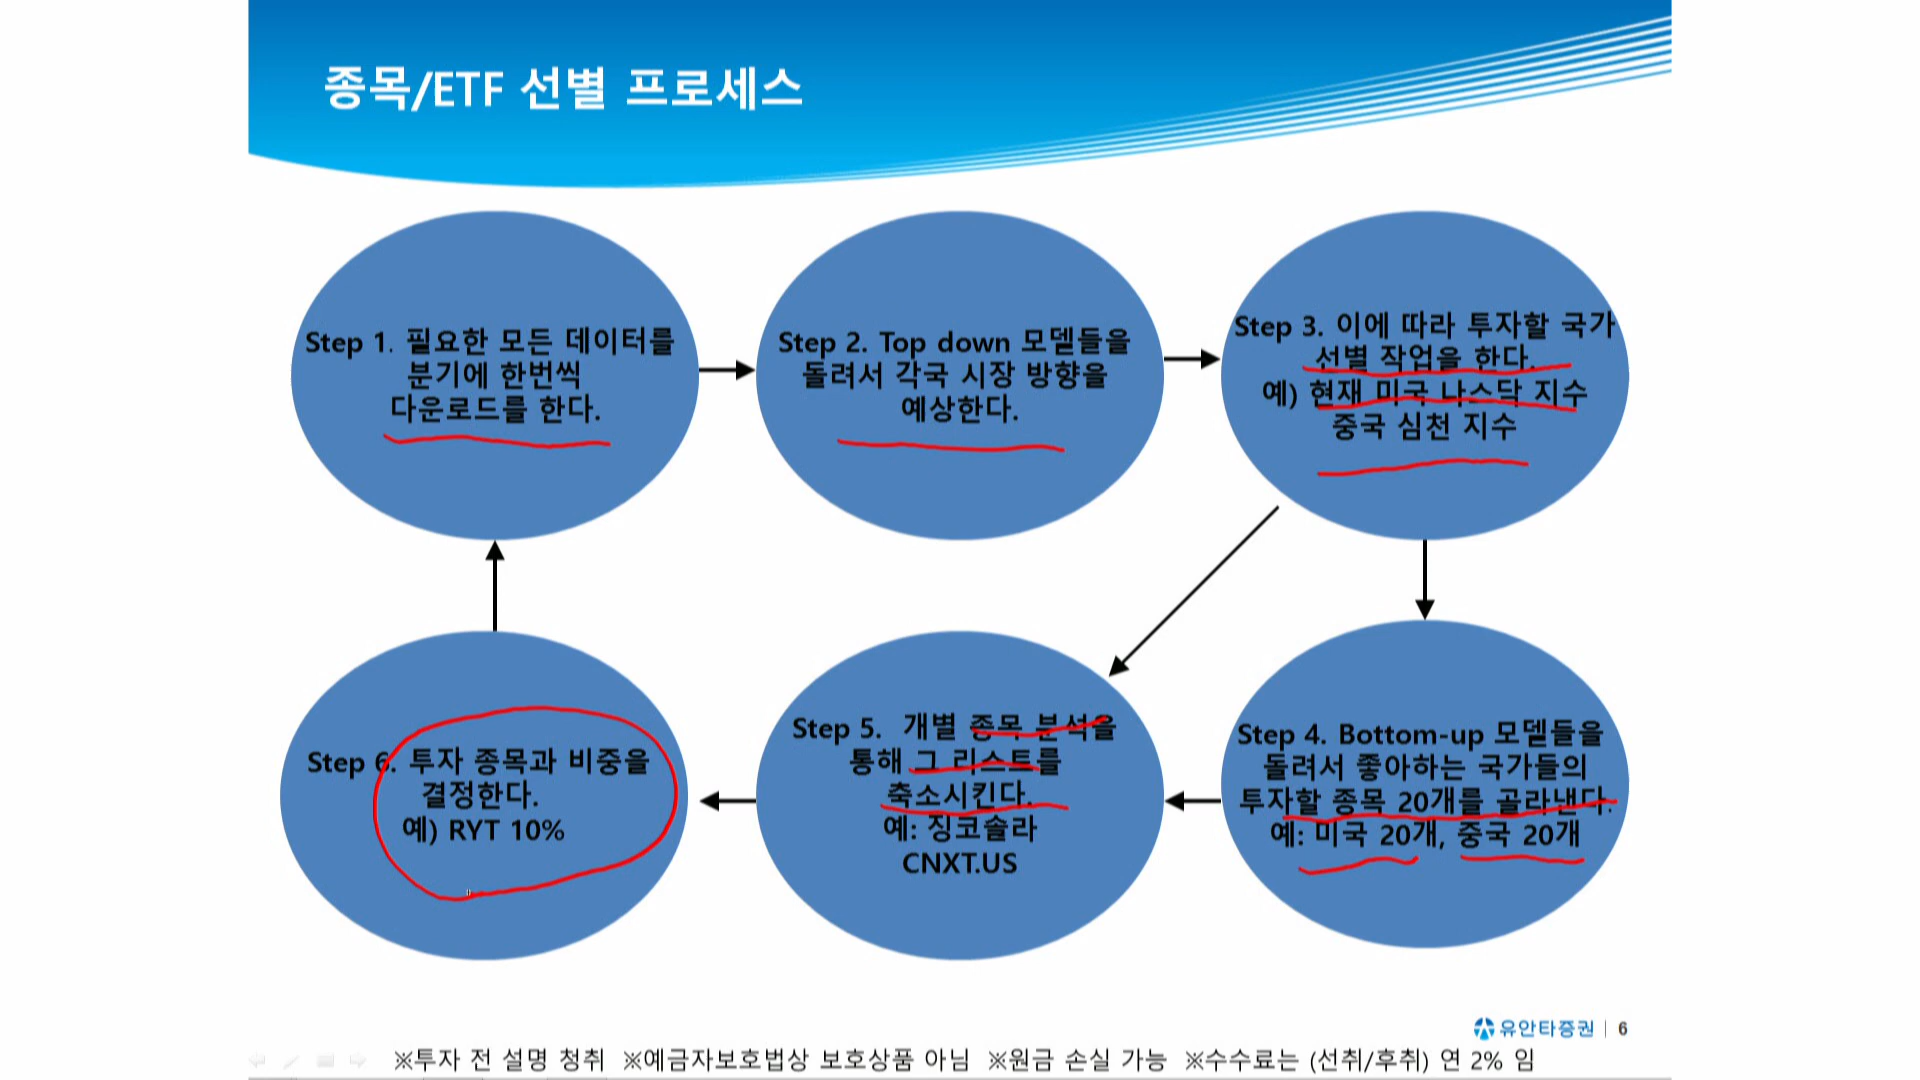 종목/ETF 선별 프로세스
Step 1. 필요한 모든 데이터를
분기에 한번씩
다운로드를 한다.
Step 2. Top down 모델들을
돌려서 각국 시장 방향을
예상한다.
Step 3. 이에 따라 투자할 국가
선별 작업을 한다.
예) 현재 미국 나스닥 지수
중국 심천 지수
Step 4. Bottom-up 모델들을
돌려서 좋아하는 국가들의
투자할 종목 20개를 골라낸다.
예: 미국 20개, 중국 20개
Step 5. 개별 종목 분석을
통해 그 리스트를
축소시킨다.
예: 징코솔라
CNXT.US
Step 6. 투자 종목과 비중을
결정한다.
예) RYT 10%
유안타증권 | 6
※투자 전 설명 청취 ※예금자보호법상 보호상품 아님 ※원금 손실 가능 ※수수료는 (선취/후취) 연 2% 임